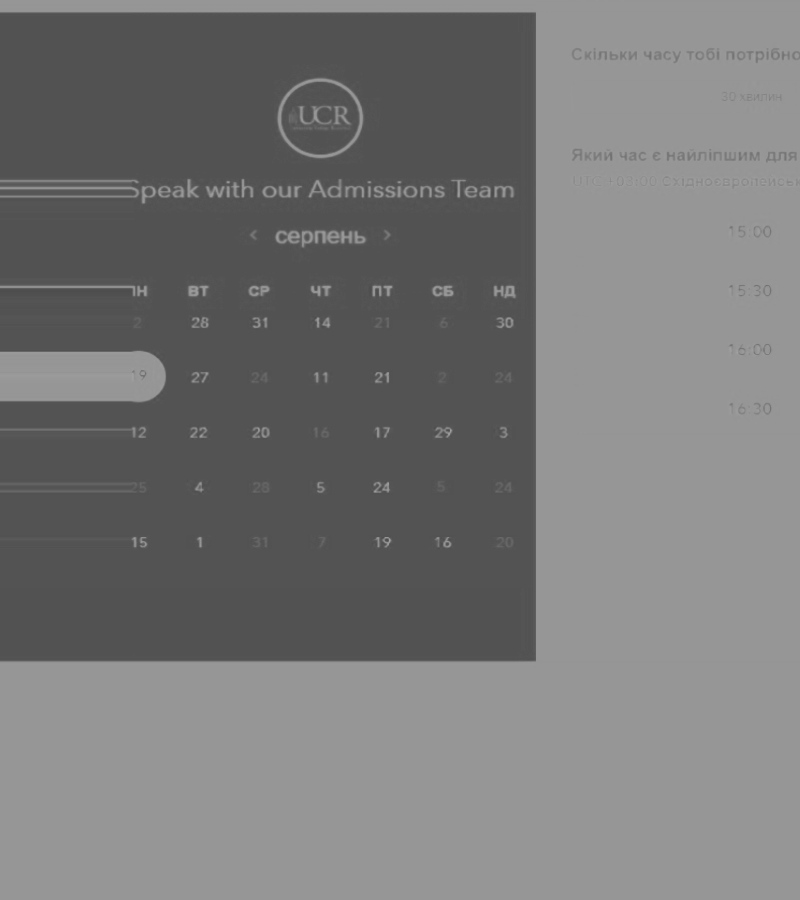 UCR
Speak with our Admissions Team
‹ серпень ›
ВТ СР ЧТ ПТ СБ НД
2 28 31 14 21 6 30
19 27 24 11 21 2 24
12 22 20 16 17 29 3
25 4 28 5 24 5 24
15 1 31 7 19 16 20
Скільки часу тобі потрібно
30 хвилин
Який час є найліпшим для
UTC +03:00 Східноєвропейськ
15:00
15:30
16:00
16:30